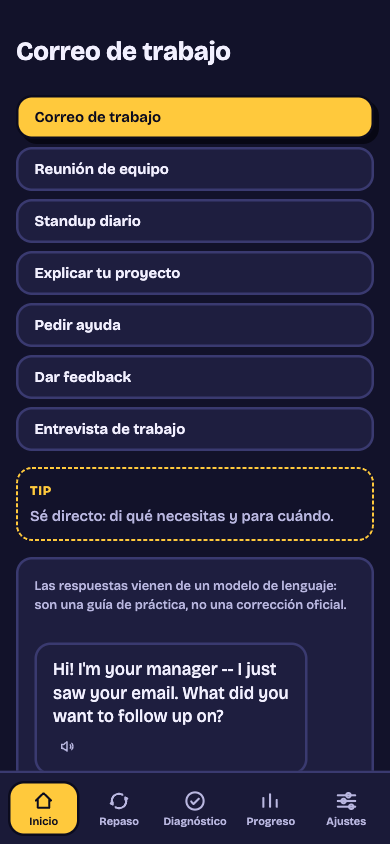 Correo de trabajo
Correo de trabajo
Reunión de equipo
Standup diario
Explicar tu proyecto
Pedir ayuda
Dar feedback
Entrevista de trabajo
TIP
Sé directo: di qué necesitas y para cuándo.
Las respuestas vienen de un modelo de lenguaje:
son una guía de práctica, no una corrección oficial.
Hi! I'm your manager -- I just
saw your email. What did you
want to follow up on?
Inicio
Repaso
Diagnóstico
Progreso
Ajustes